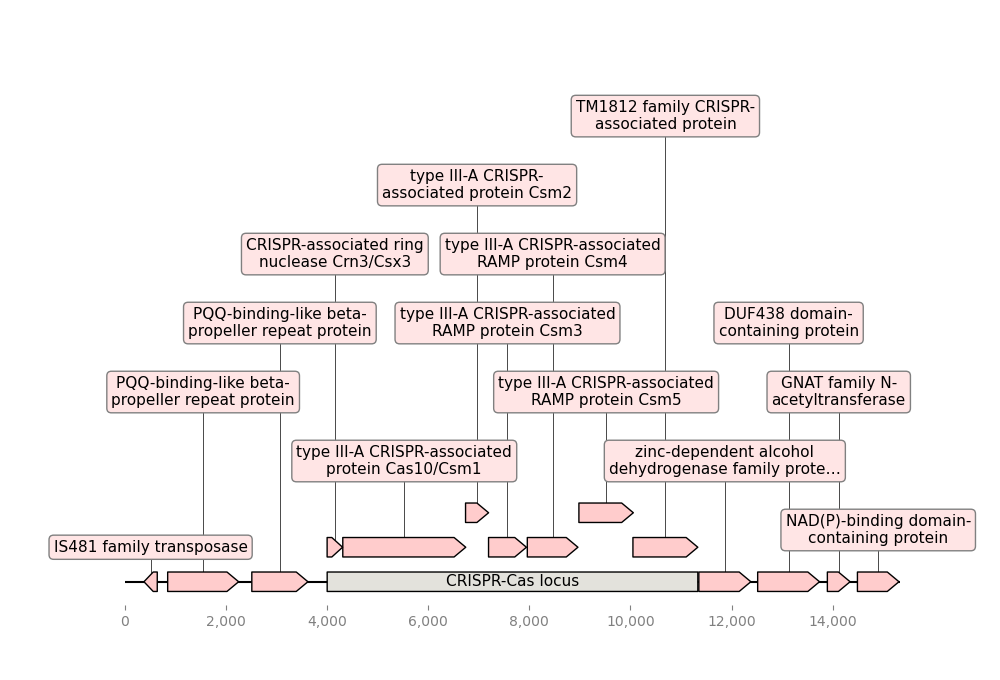 TM1812 family CRISPR-
associated protein
type III-A CRISPR-
associated protein Csm2
CRISPR-associated ring
nuclease Crn3/Csx3
type III-A CRISPR-associated
RAMP protein Csm4
PQQ-binding-like beta-
propeller repeat protein
type III-A CRISPR-associated
RAMP protein Csm3
DUF438 domain-
containing protein
PQQ-binding-like beta-
propeller repeat protein
type III-A CRISPR-associated
RAMP protein Csm5
GNAT family N-
acetyltransferase
type III-A CRISPR-associated
protein Cas10/Csm1
zinc-dependent alcohol
dehydrogenase family prote…
NAD(P)-binding domain-
containing protein
IS481 family transposase
CRISPR-Cas locus
0 2,000 4,000 6,000 8,000 10,000 12,000 14,000